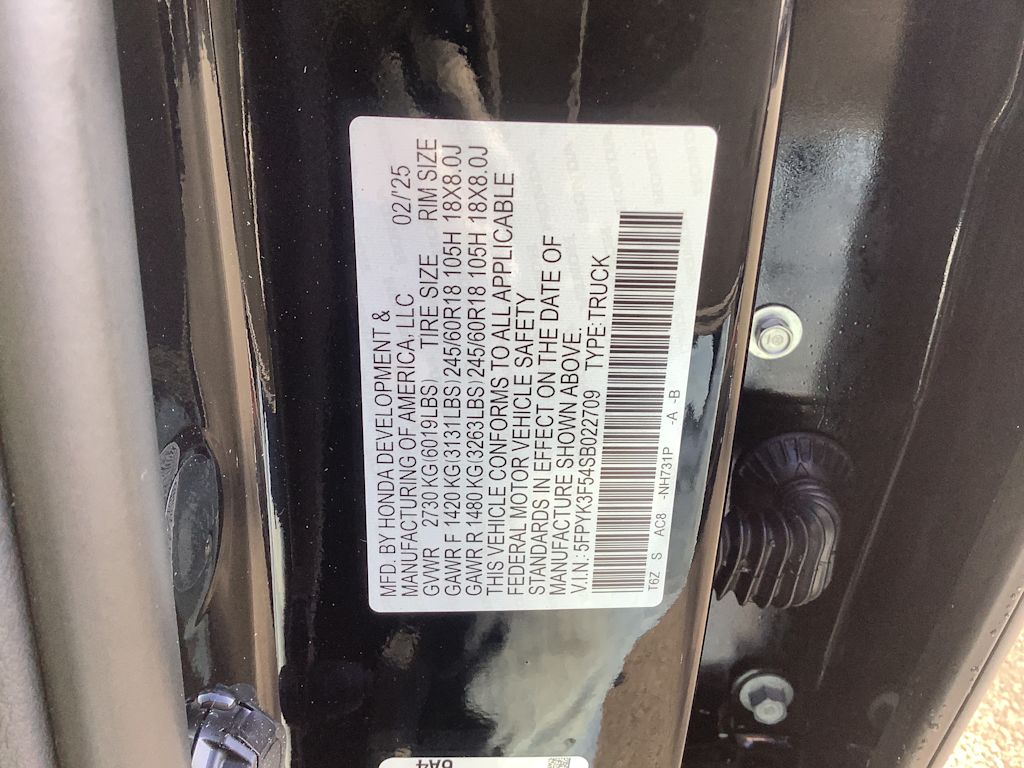 MFD. BY HONDA DEVELOPMENT &
MANUFACTURING OF AMERICA, LLC 02/'25
GVWR 2730 KG(6019LBS) TIRE SIZE RIM SIZE
GAWR F 1420 KG(3131LBS) 245/60R18 105H 18X8.0J
GAWR R 1480 KG(3263LBS) 245/60R18 105H 18X8.0J
THIS VEHICLE CONFORMS TO ALL APPLICABLE
FEDERAL MOTOR VEHICLE SAFETY
STANDARDS IN EFFECT ON THE DATE OF
MANUFACTURE SHOWN ABOVE.
V.I.N.: 5FPYK3F54SB022709 TYPE:TRUCK
T6Z S AC8 -NH731P -A -B
HONDA